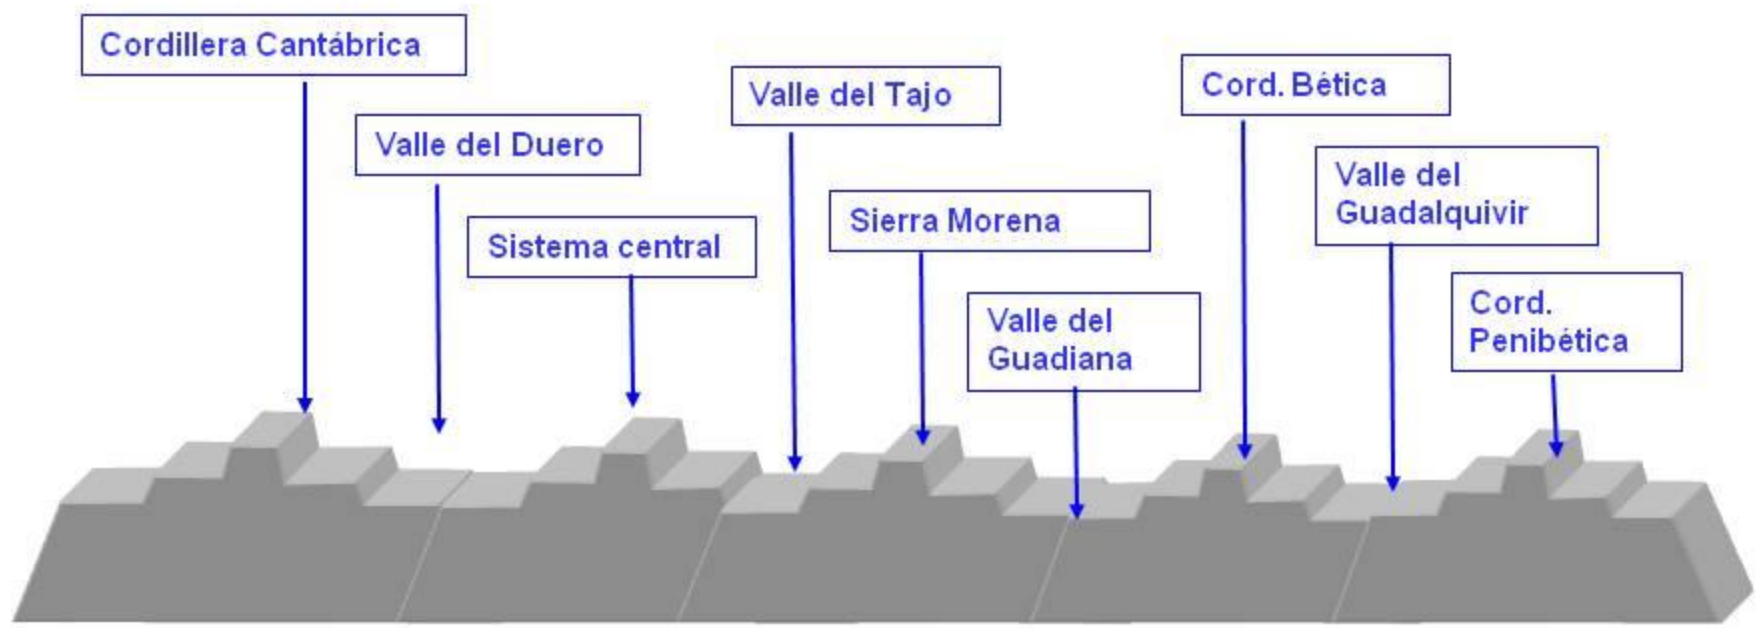 Cordillera Cantábrica
Valle del Duero
Sistema central
Valle del Tajo
Sierra Morena
Valle del
Guadiana
Cord. Bética
Valle del
Guadalquivir
Cord.
Penibética